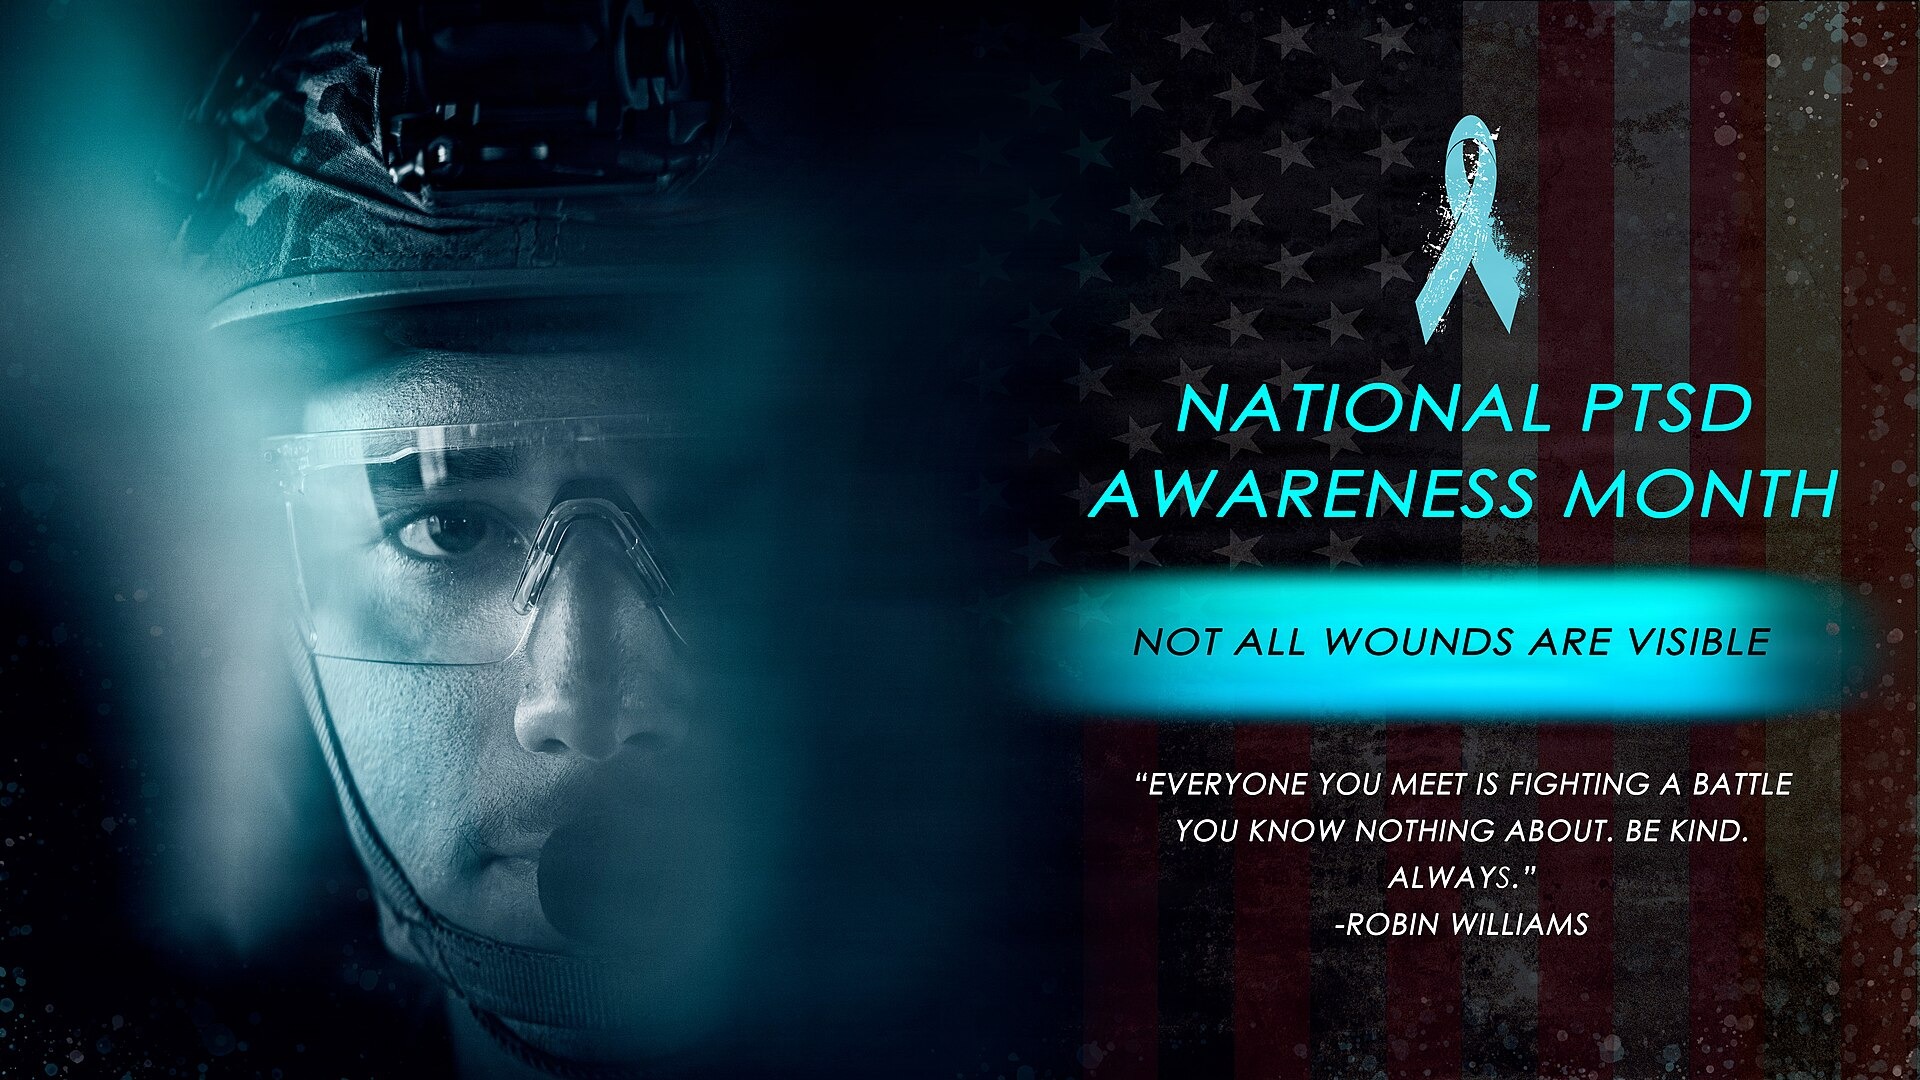 NATIONAL PTSD
AWARENESS MONTH
NOT ALL WOUNDS ARE VISIBLE
“EVERYONE YOU MEET IS FIGHTING A BATTLE
YOU KNOW NOTHING ABOUT. BE KIND.
ALWAYS.”
-ROBIN WILLIAMS